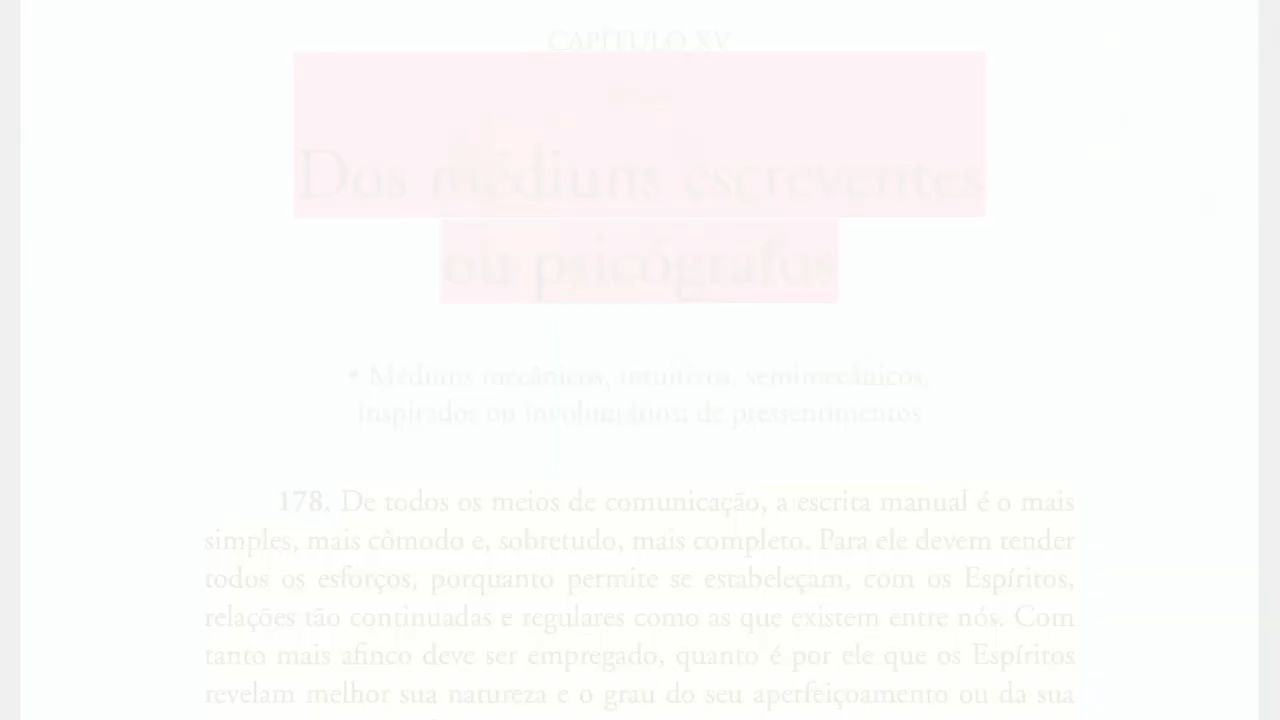 CAPÍTULO XV
Dos médiuns escreventes
ou psicógrafos
• Médiuns mecânicos, intuitivos, semimecânicos,
inspirados ou involuntários; de pressentimentos
178. De todos os meios de comunicação, a escrita manual é o mais
simples, mais cômodo e, sobretudo, mais completo. Para ele devem tender
todos os esforços, porquanto permite se estabeleçam, com os Espíritos,
relações tão continuadas e regulares como as que existem entre nós. Com
tanto mais afinco deve ser empregado, quanto é por ele que os Espíritos
revelam melhor sua natureza e o grau do seu aperfeiçoamento ou da sua